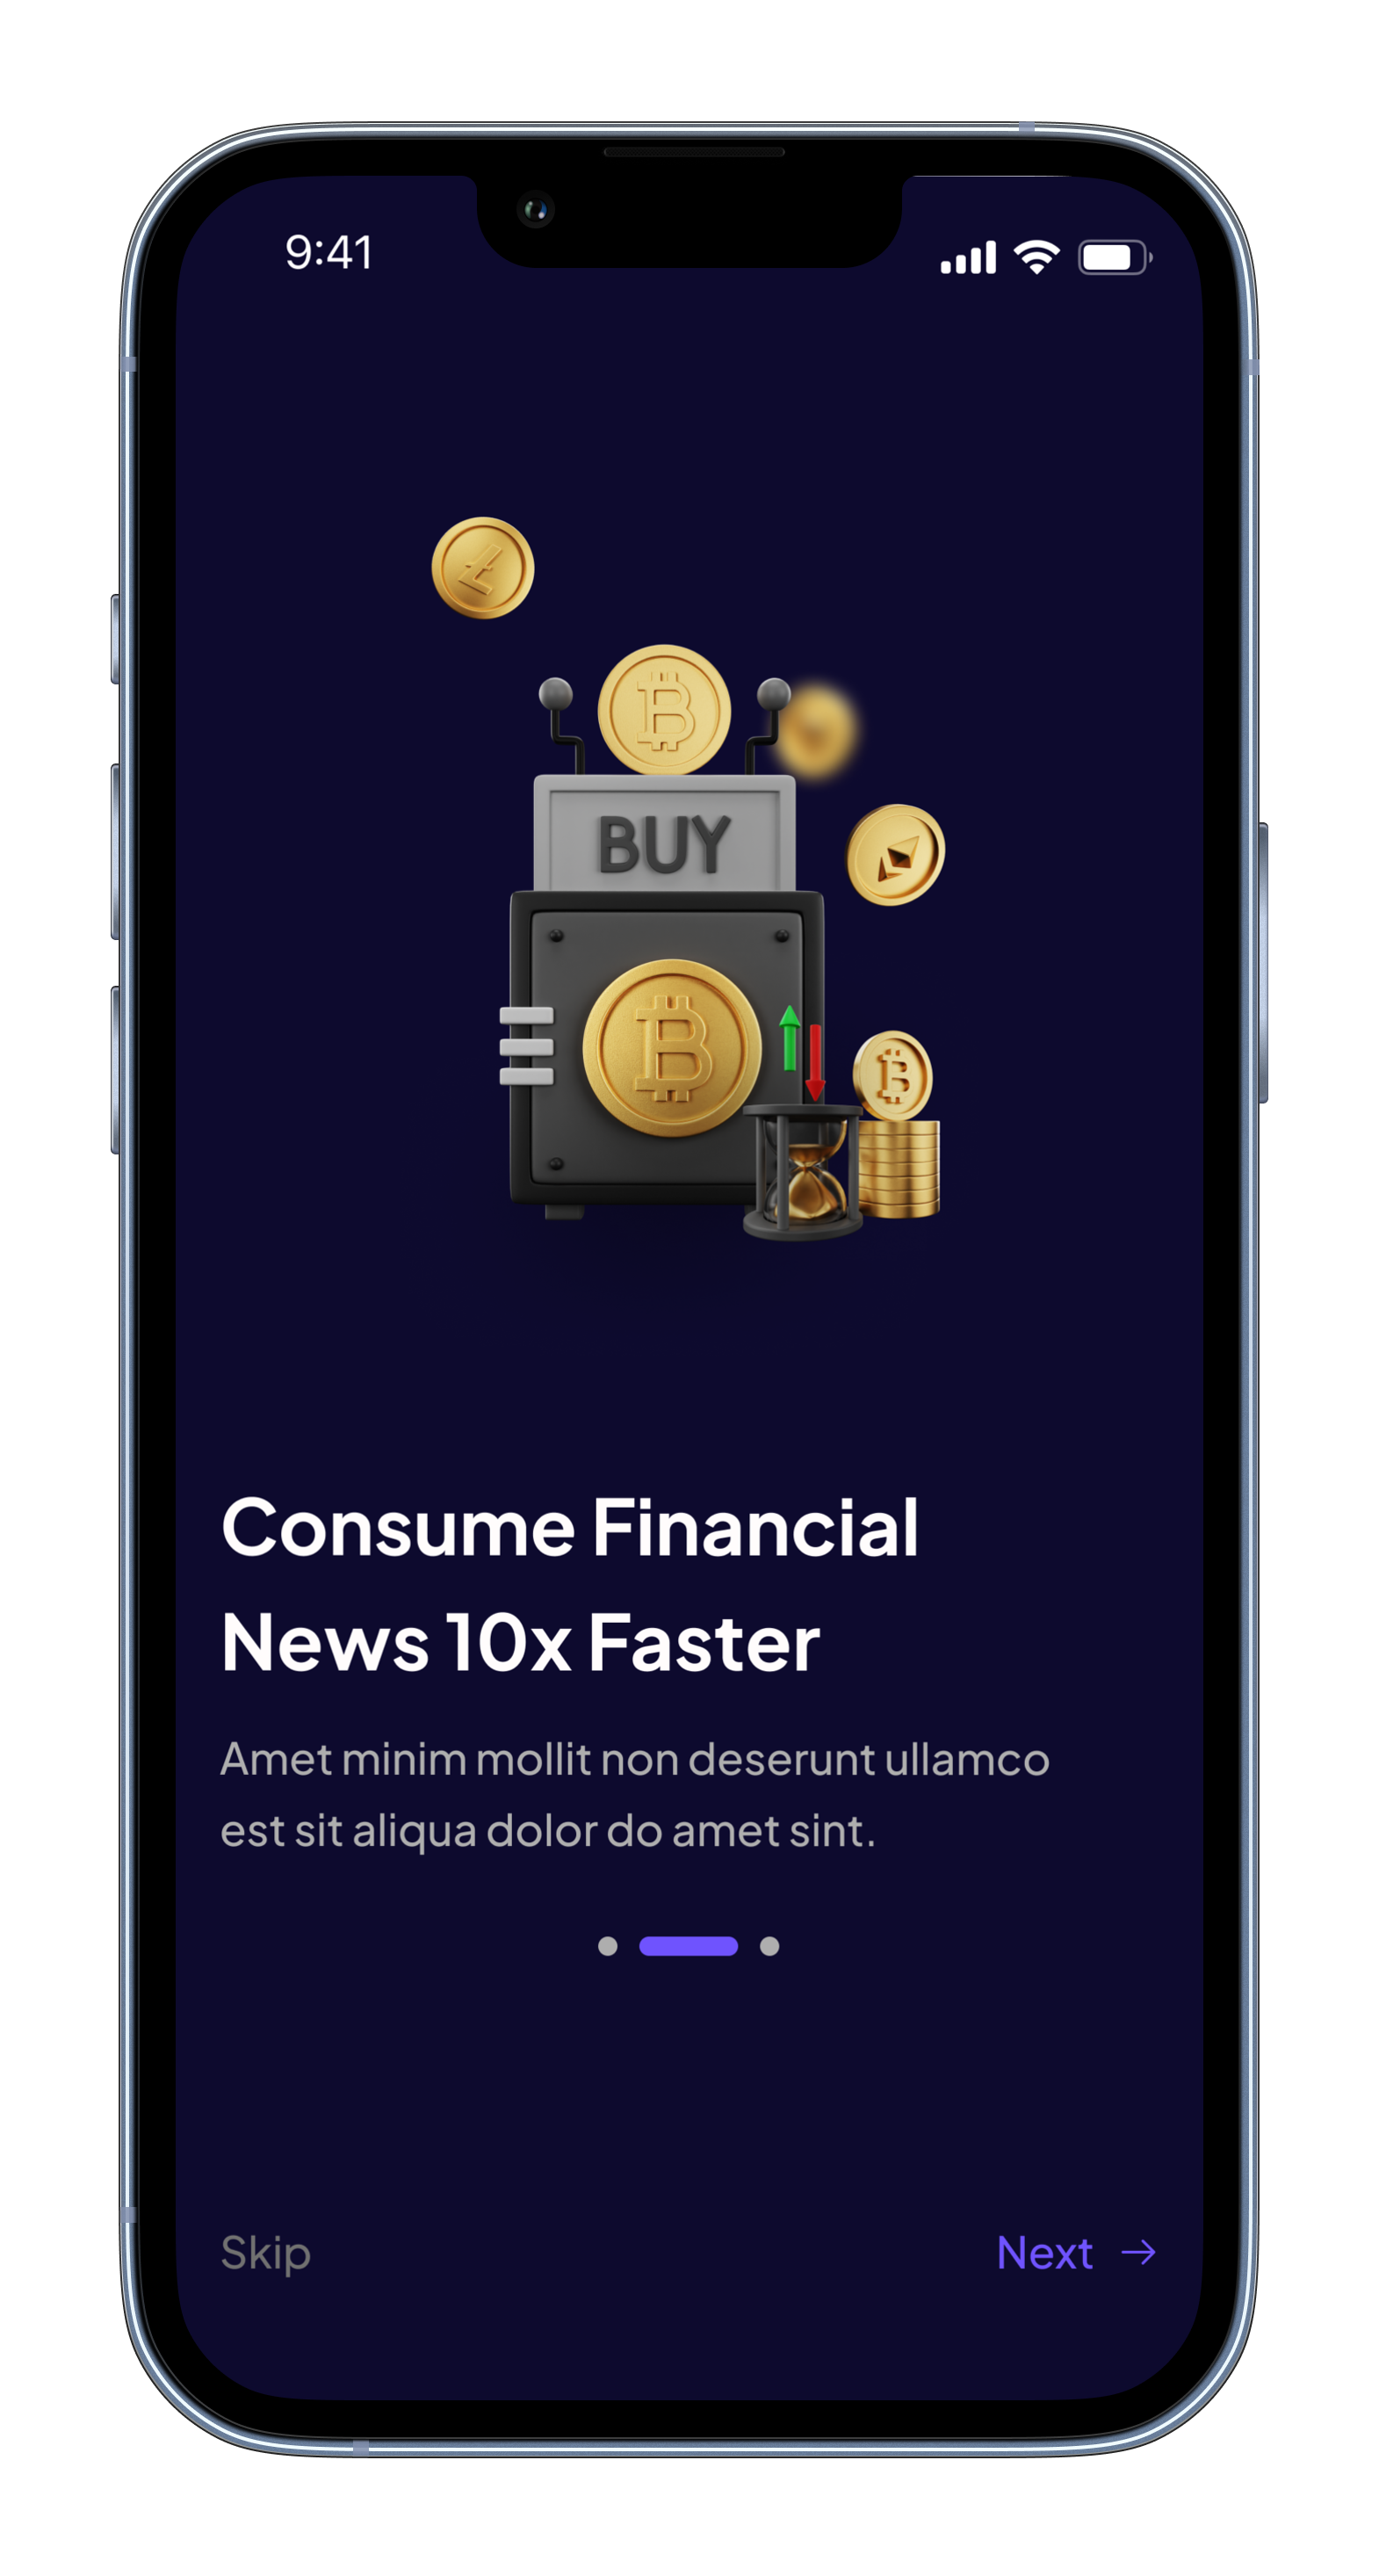 9:41
BUY
Consume Financial
News 10x Faster
Amet minim mollit non deserunt ullamco
est sit aliqua dolor do amet sint.
Skip
Next